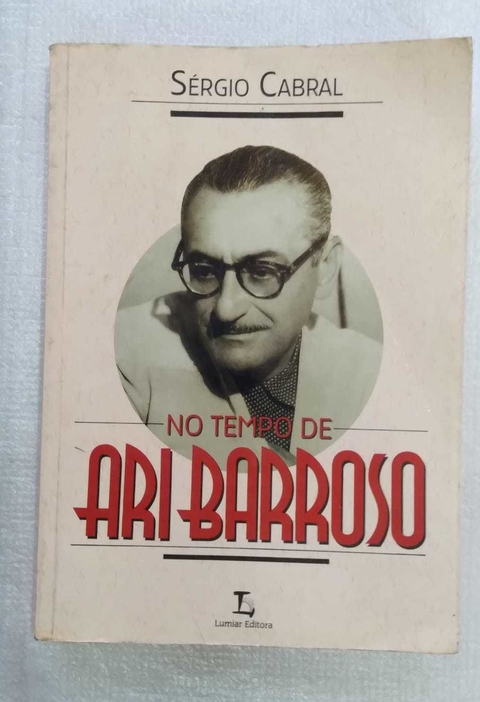 SÉRGIO CABRAL
NO TEMPO DE
ARI BARROSO
Lumiar Editora